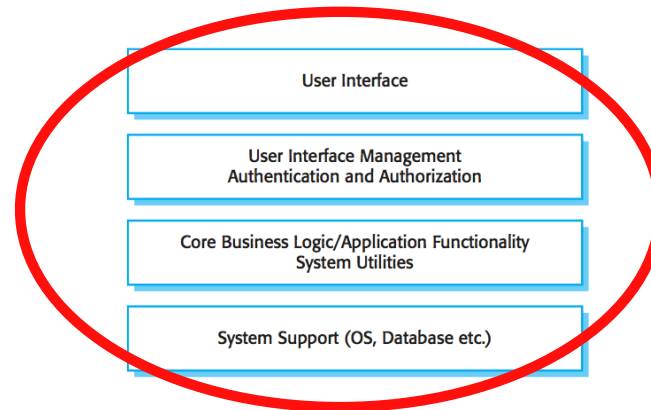 User Interface
User Interface Management
Authentication and Authorization
Core Business Logic/Application Functionality
System Utilities
System Support (OS, Database etc.)